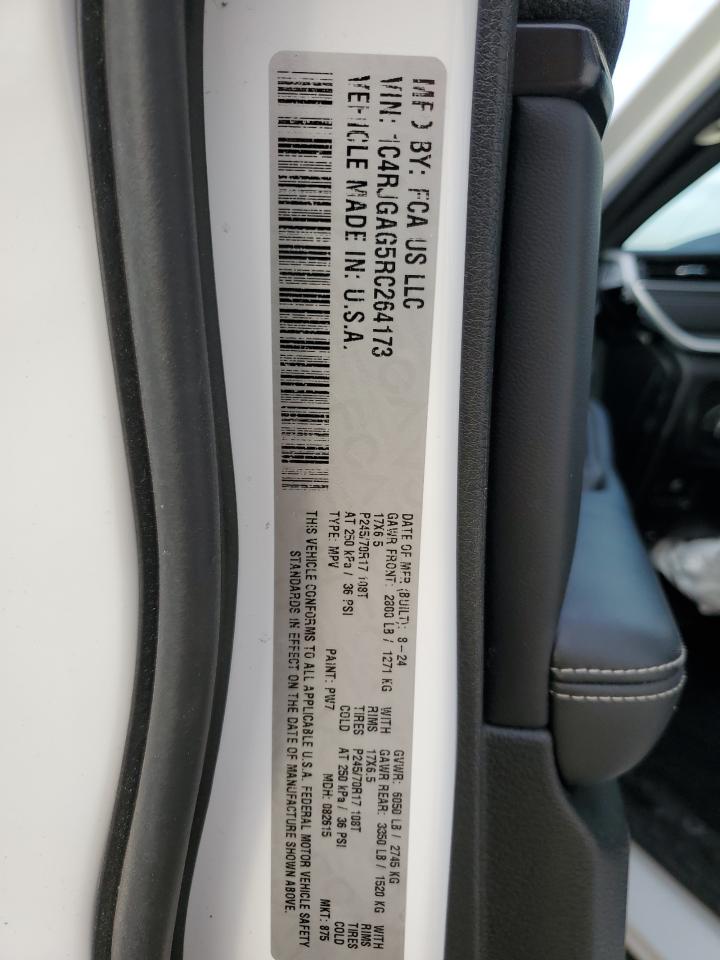 MFD BY: FCA US LLC
VIN: 1C4RJGAG5RC264173
VEHICLE MADE IN: U.S.A.
DATE OF MFR (BUILT): 8-24 GVWR: 6050 LB / 2745 KG
GAWR FRONT: 2800 LB / 1271 KG WITH GAWR REAR: 3350 LB / 1520 KG WITH
17X6.5 RIMS 17X6.5 RIMS
P245/70R17 108T TIRES P245/70R17 108T TIRES
AT 250 kPa / 36 PSI COLD AT 250 kPa / 36 PSI COLD
TYPE: MPV PAINT: PW7 MDH: 082615 MKT: 875
THIS VEHICLE CONFORMS TO ALL APPLICABLE U.S.A. FEDERAL MOTOR VEHICLE SAFETY
STANDARDS IN EFFECT ON THE DATE OF MANUFACTURE SHOWN ABOVE.